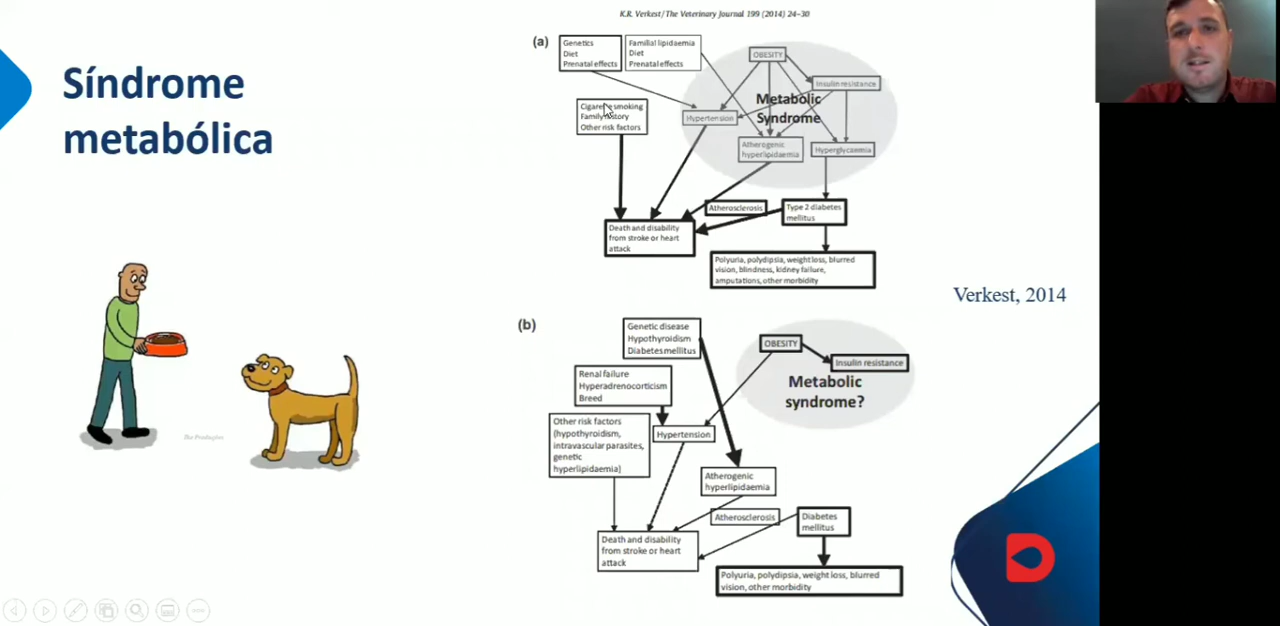 K.R. Verkest / The Veterinary Journal 199 (2014) 24–30
Síndrome
metabólica
(a)
Genetics
Diet
Prenatal effects
Familial lipidaemia
Diet
Prenatal effects
OBESITY
Insulin resistance
Metabolic
Syndrome
Cigarette smoking
Family history
Other risk factors
Hypertension
Atherogenic
hyperlipidaemia
Hyperglycaemia
Atherosclerosis
Type 2 diabetes
mellitus
Death and disability
from stroke or heart
attack
Polyuria, polydipsia, weight loss, blurred
vision, blindness, kidney failure,
amputations, other morbidity
Verkest, 2014
(b)
Genetic disease
Hypothyroidism
Diabetes mellitus
OBESITY
Insulin resistance
Metabolic
syndrome?
Renal failure
Hyperadrenocorticism
Breed
Other risk factors
(hypothyroidism,
intravascular parasites,
genetic
hyperlipidaemia)
Hypertension
Atherogenic
hyperlipidaemia
Atherosclerosis
Diabetes
mellitus
Death and disability
from stroke or heart
attack
Polyuria, polydipsia, weight loss, blurred
vision, other morbidity